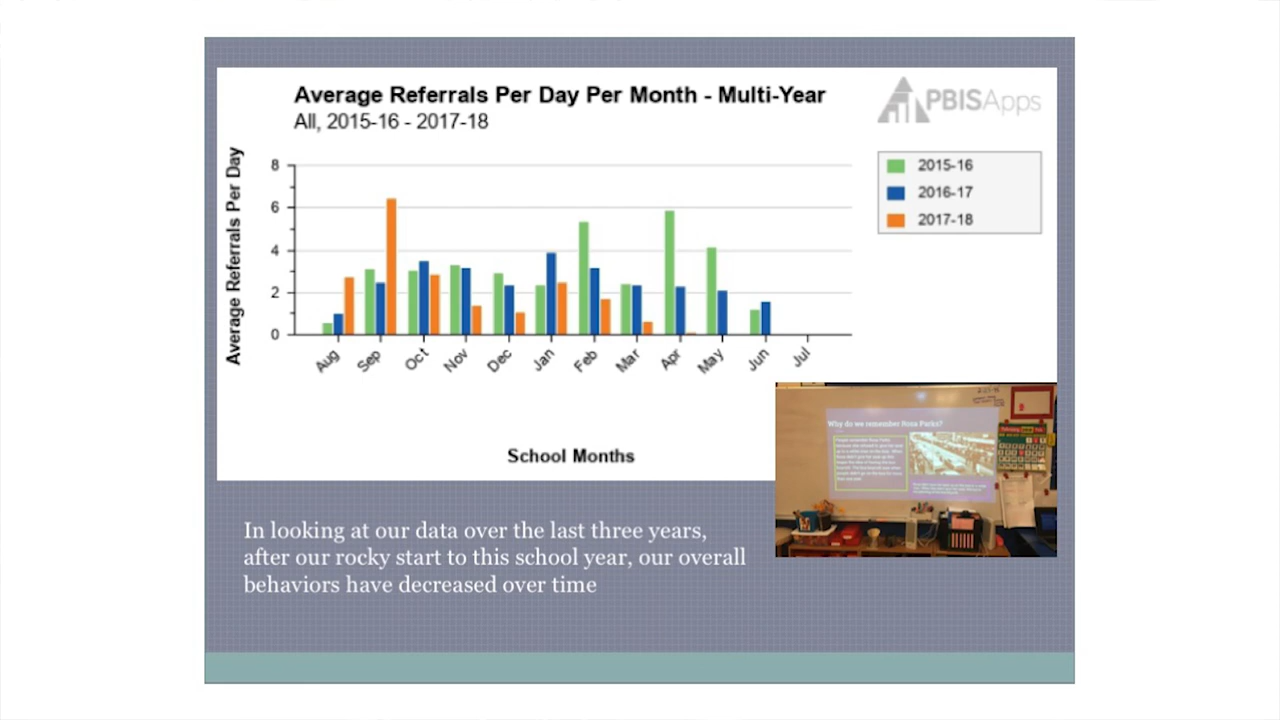 Average Referrals Per Day Per Month - Multi-Year
All, 2015-16 - 2017-18
PBISApps
2015-16
2016-17
2017-18
Average Referrals Per Day
8
6
4
2
0
Aug Sep Oct Nov Dec Jan Feb Mar Apr May Jun Jul
School Months
Why do we remember Rosa Parks?
In looking at our data over the last three years,
after our rocky start to this school year, our overall
behaviors have decreased over time